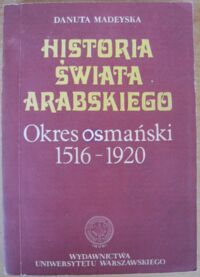 DANUTA MADEYSKA
HISTORIA
ŚWIATA
ARABSKIEGO
Okres osmański
1516-1920
WYDAWNICTWA
UNIWERSYTETU WARSZAWSKIEGO